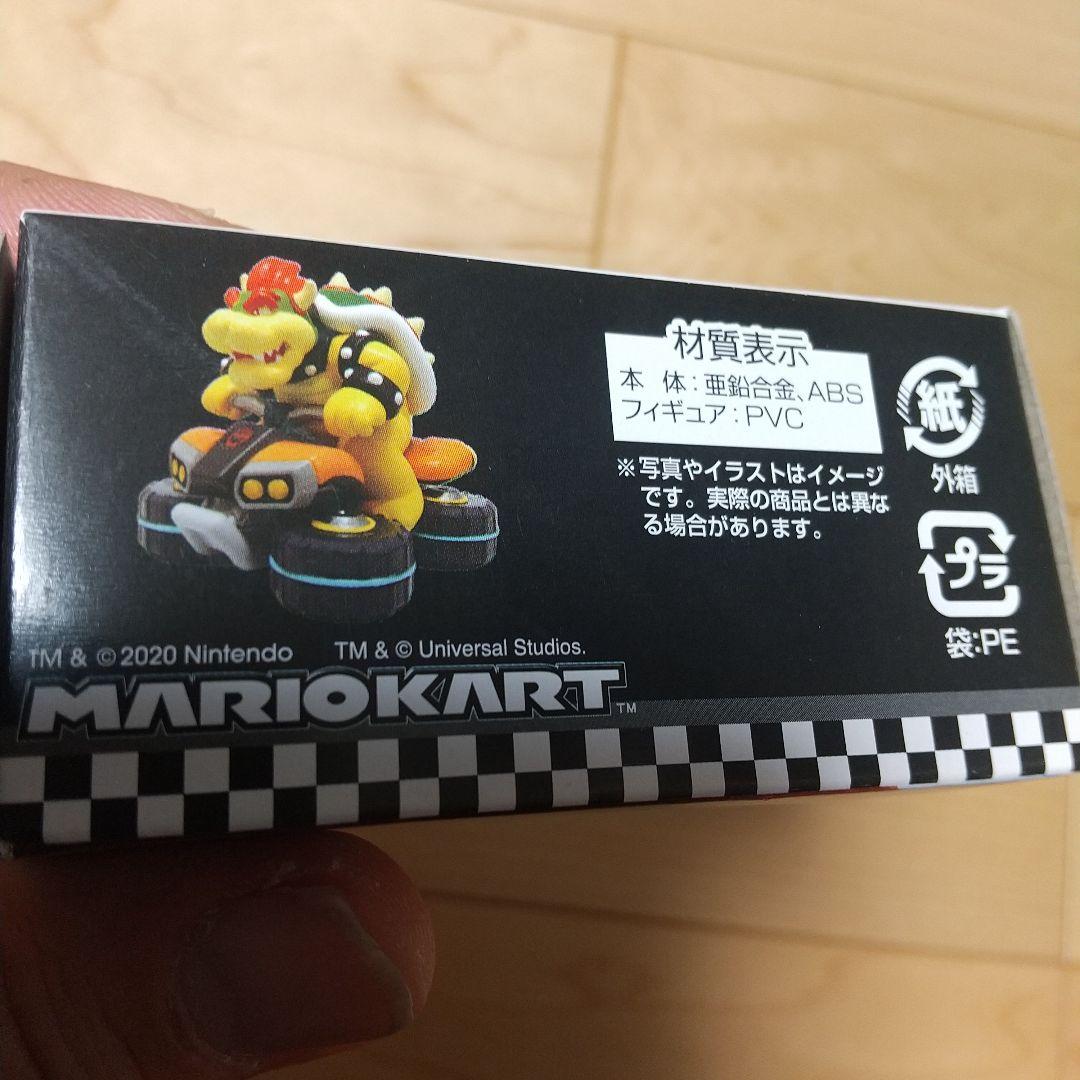 材質表示
本 体:亜鉛合金、ABS
フィギュア:PVC
※写真やイラストはイメージ
です。実際の商品とは異な
る場合があります。
紙
外箱
プラ
袋:PE
TM & © 2020 Nintendo TM & © Universal Studios.
MARIOKART™